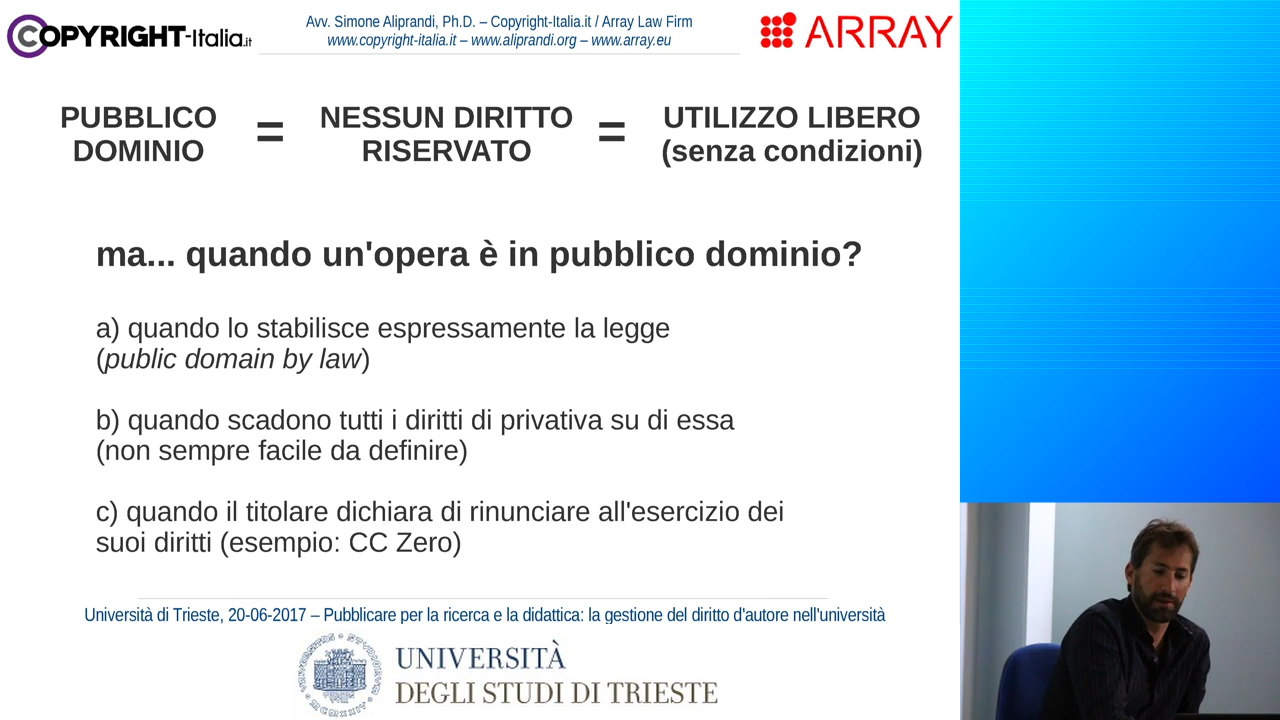 COPYRIGHT-Italia.it
Avv. Simone Aliprandi, Ph.D. – Copyright-Italia.it / Array Law Firm
www.copyright-italia.it – www.aliprandi.org – www.array.eu
ARRAY
PUBBLICO DOMINIO = NESSUN DIRITTO RISERVATO = UTILIZZO LIBERO (senza condizioni)
ma... quando un'opera è in pubblico dominio?
a) quando lo stabilisce espressamente la legge
(public domain by law)
b) quando scadono tutti i diritti di privativa su di essa
(non sempre facile da definire)
c) quando il titolare dichiara di rinunciare all'esercizio dei
suoi diritti (esempio: CC Zero)
Università di Trieste, 20-06-2017 – Pubblicare per la ricerca e la didattica: la gestione del diritto d'autore nell'università
UNIVERSITÀ
DEGLI STUDI DI TRIESTE